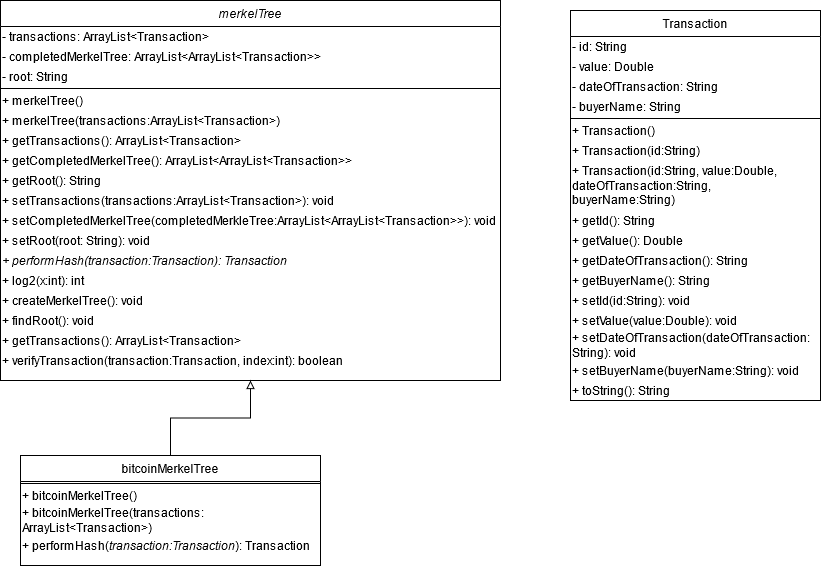 merkelTree
- transactions: ArrayList<Transaction>
- completedMerkelTree: ArrayList<ArrayList<Transaction>>
- root: String
+ merkelTree()
+ merkelTree(transactions:ArrayList<Transaction>)
+ getTransactions(): ArrayList<Transaction>
+ getCompletedMerkelTree(): ArrayList<ArrayList<Transaction>>
+ getRoot(): String
+ setTransactions(transactions:ArrayList<Transaction>): void
+ setCompletedMerkelTree(completedMerkleTree:ArrayList<ArrayList<Transaction>>): void
+ setRoot(root: String): void
+ performHash(transaction:Transaction): Transaction
+ log2(x:int): int
+ createMerkelTree(): void
+ findRoot(): void
+ getTransactions(): ArrayList<Transaction>
+ verifyTransaction(transaction:Transaction, index:int): boolean
Transaction
- id: String
- value: Double
- dateOfTransaction: String
- buyerName: String
+ Transaction()
+ Transaction(id:String)
+ Transaction(id:String, value:Double,
dateOfTransaction:String,
buyerName:String)
+ getId(): String
+ getValue(): Double
+ getDateOfTransaction(): String
+ getBuyerName(): String
+ setId(id:String): void
+ setValue(value:Double): void
+ setDateOfTransaction(dateOfTransaction:
String): void
+ setBuyerName(buyerName:String): void
+ toString(): String
bitcoinMerkelTree
+ bitcoinMerkelTree()
+ bitcoinMerkelTree(transactions:
ArrayList<Transaction>)
+ performHash(transaction:Transaction): Transaction